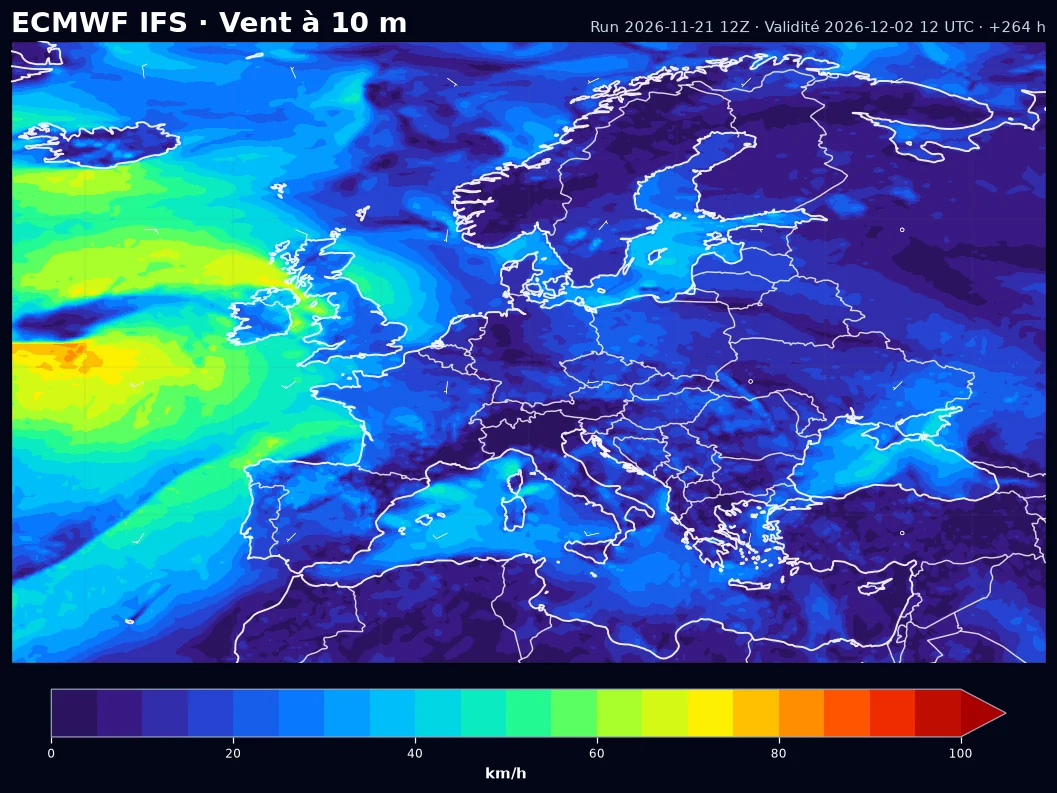 ECMWF IFS · Vent à 10 m
Run 2026-11-21 12Z · Validité 2026-12-02 12 UTC · +264 h
0 20 40 60 80 100
km/h